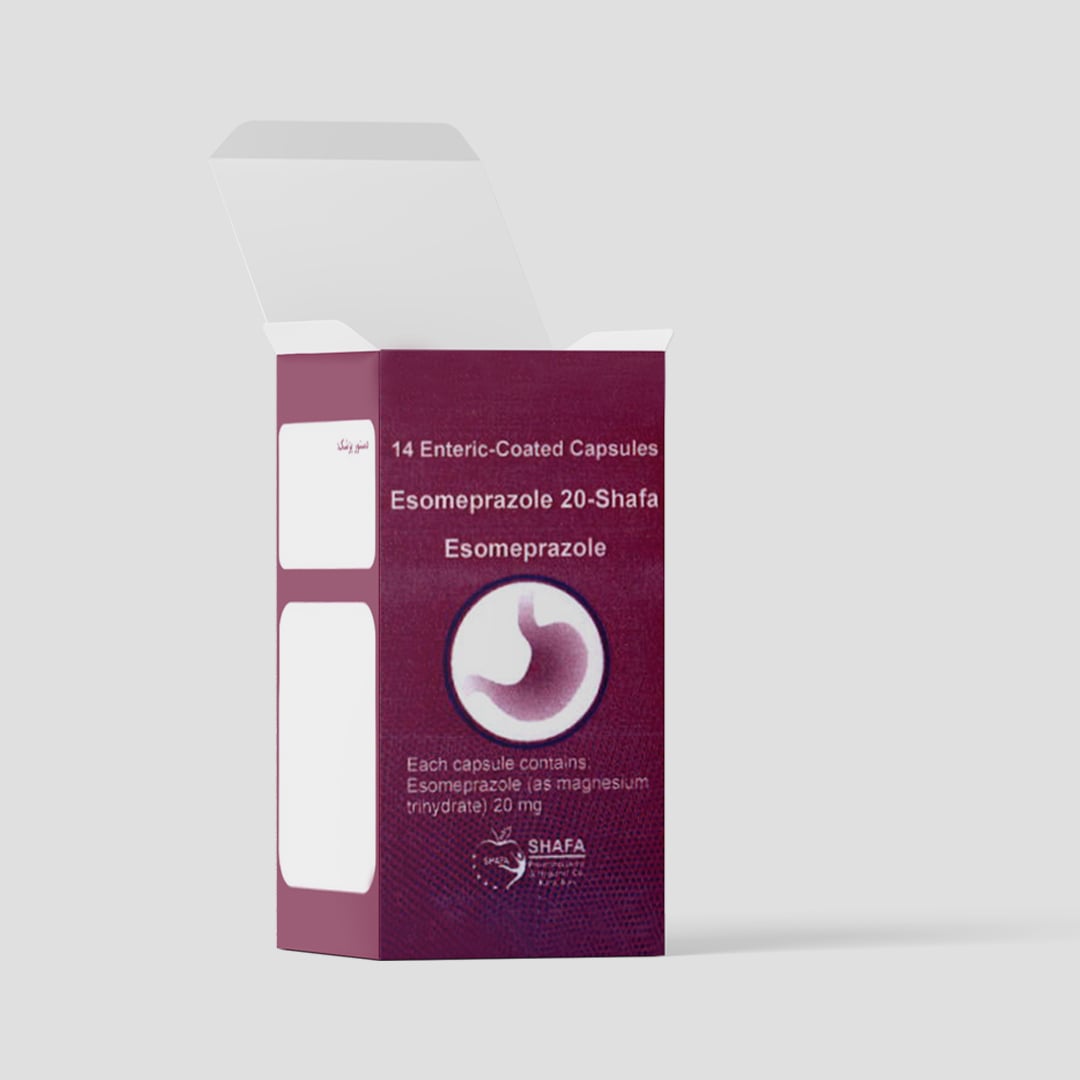 دستور پزشک:
14 Enteric-Coated Capsules
Esomeprazole 20-Shafa
Esomeprazole
Each capsule contains:
Esomeprazole (as magnesium
trihydrate) 20 mg
SHAFA
SHAFA